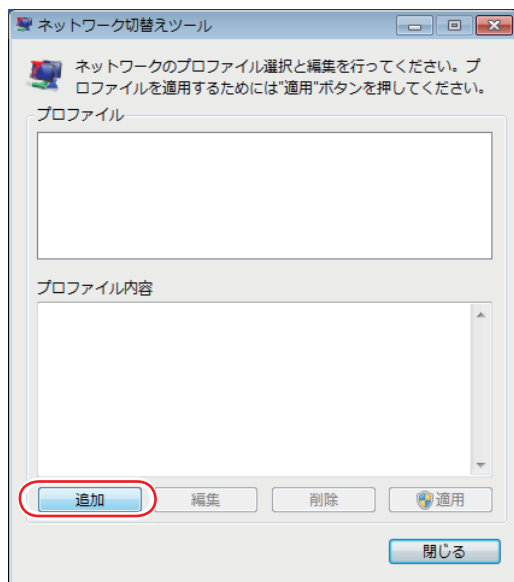 ネットワーク切替えツール
ネットワークのプロファイル選択と編集を行ってください。プ
ロファイルを適用するためには"適用"ボタンを押してください。
プロファイル
プロファイル内容
追加
編集
削除
適用
閉じる